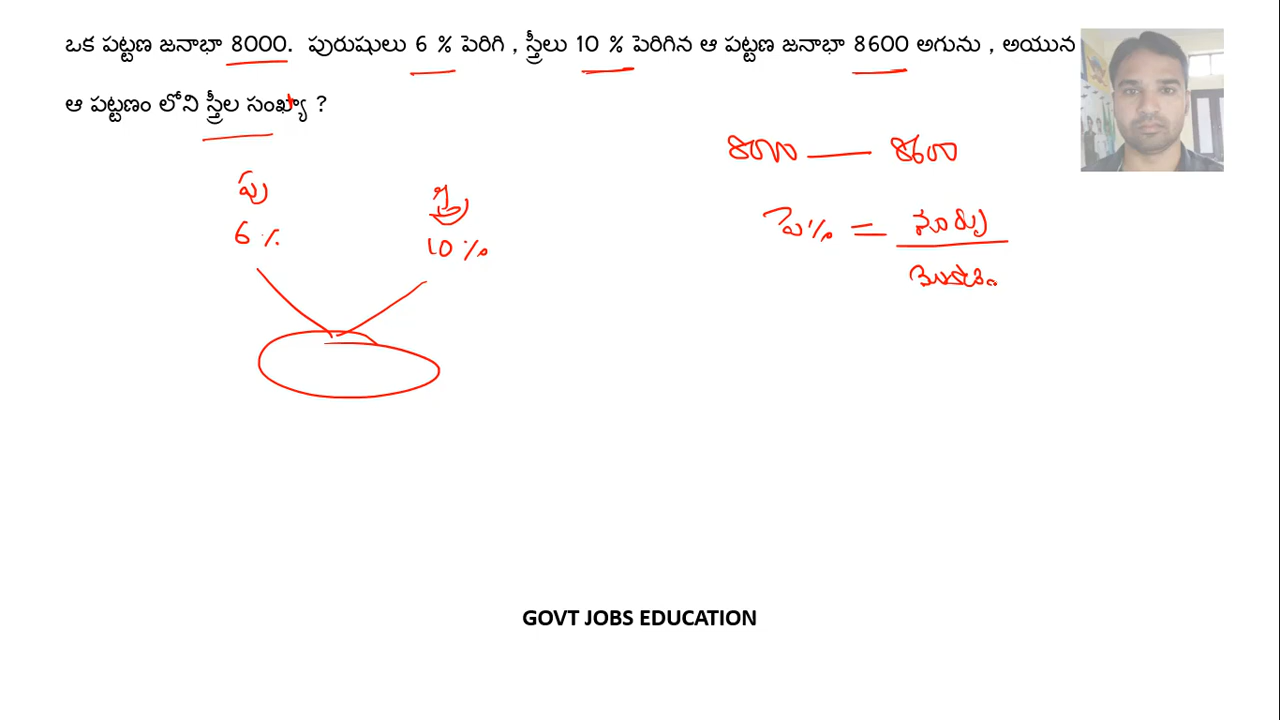 ఒక పట్టణ జనాభా 8000. పురుషులు 6 % పెరిగి , స్త్రీలు 10 % పెరిగిన ఆ పట్టణ జనాభా 8600 అగును , అయున
ఆ పట్టణం లోని స్త్రీల సంఖ్యా ?
8000 — 8600
పు
స్త్రీ
6 %
10 %
పె% = మార్పు
మొదటి
GOVT JOBS EDUCATION